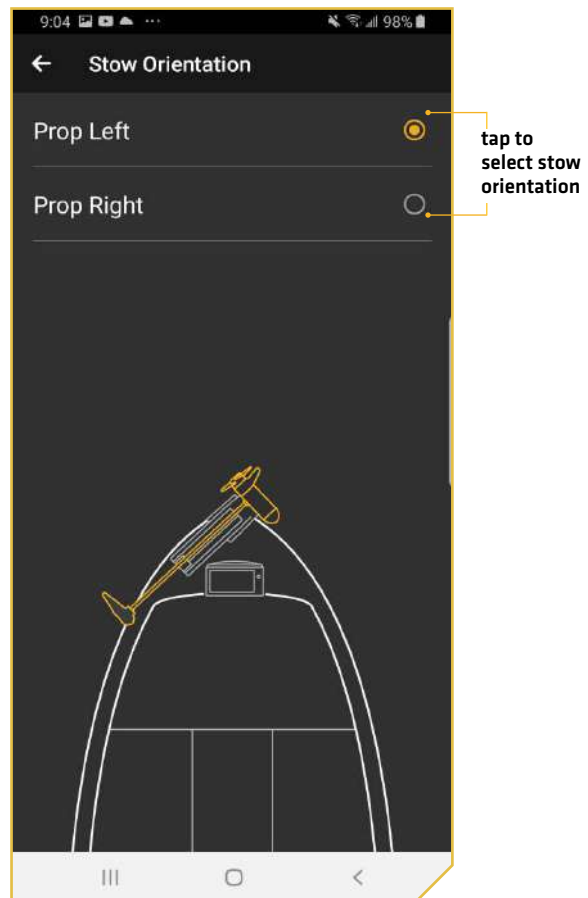 9:04 ... 98%
Stow Orientation
Prop Left
tap to
select stow
orientation
Prop Right